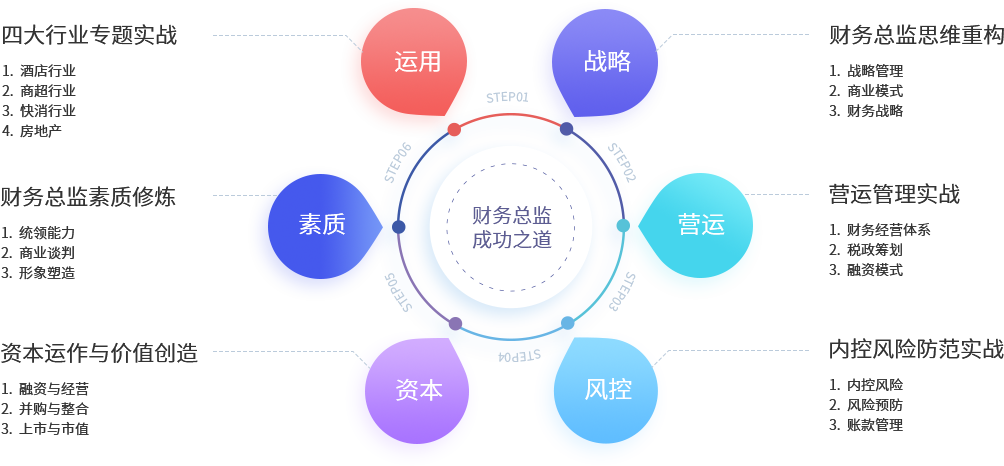 四大行业专题实战
1. 酒店行业
2. 商超行业
3. 快消行业
4. 房地产
运用
战略
财务总监思维重构
1. 战略管理
2. 商业模式
3. 财务战略
STEP01
STEP06
STEP02
财务总监素质修炼
1. 统领能力
2. 商业谈判
3. 形象塑造
素质
财务总监
成功之道
营运
营运管理实战
1. 财务经营体系
2. 税政筹划
3. 融资模式
STEP05
STEP03
STEP04
资本运作与价值创造
1. 融资与经营
2. 并购与整合
3. 上市与市值
资本
风控
内控风险防范实战
1. 内控风险
2. 风险预防
3. 账款管理